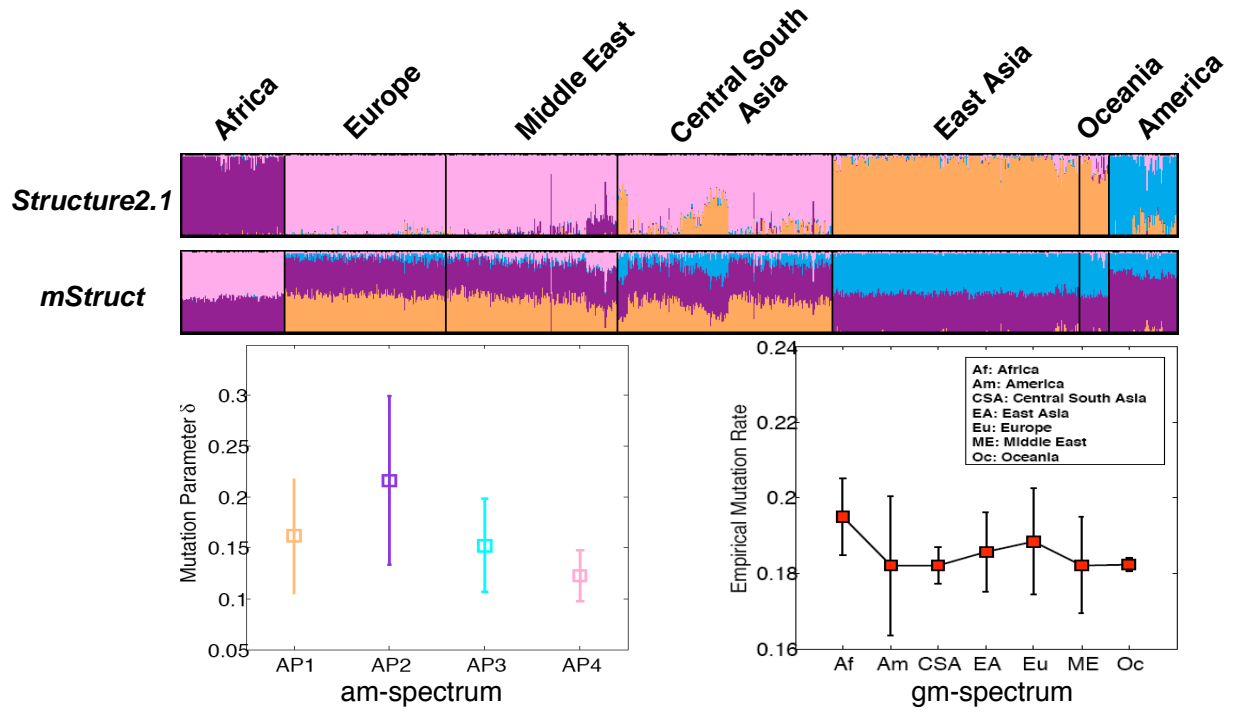 Africa
Europe
Middle East
Central South
Asia
East Asia
Oceania
America
Structure2.1
mStruct
Mutation Parameter δ
0.3
0.25
0.2
0.15
0.1
0.05
AP1 AP2 AP3 AP4
am-spectrum
Empirical Mutation Rate
0.24
0.22
0.2
0.18
0.16
Af: Africa
Am: America
CSA: Central South Asia
EA: East Asia
Eu: Europe
ME: Middle East
Oc: Oceania
Af Am CSA EA Eu ME Oc
gm-spectrum